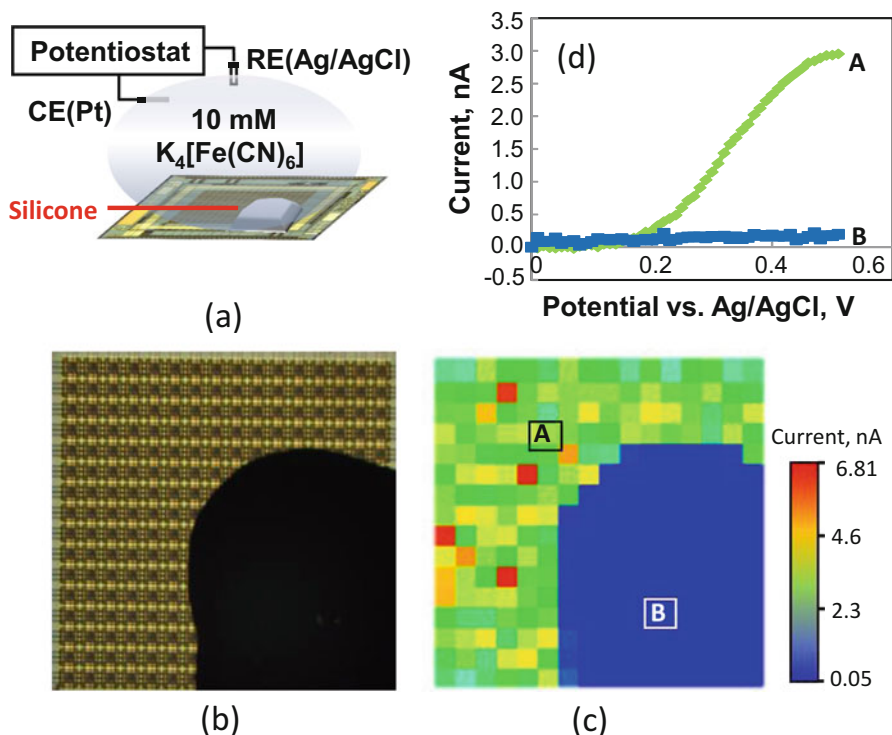 Potentiostat
RE(Ag/AgCl)
CE(Pt)
10 mM
K₄[Fe(CN)₆]
Silicone
(a)
3.5
3.0
2.5
2.0
1.5
1.0
0.5
0.0
-0.5
Current, nA
(d)
A
B
0
0.2
0.4
0.6
Potential vs. Ag/AgCl, V
(b)
A
B
(c)
Current, nA
6.81
4.6
2.3
0.05